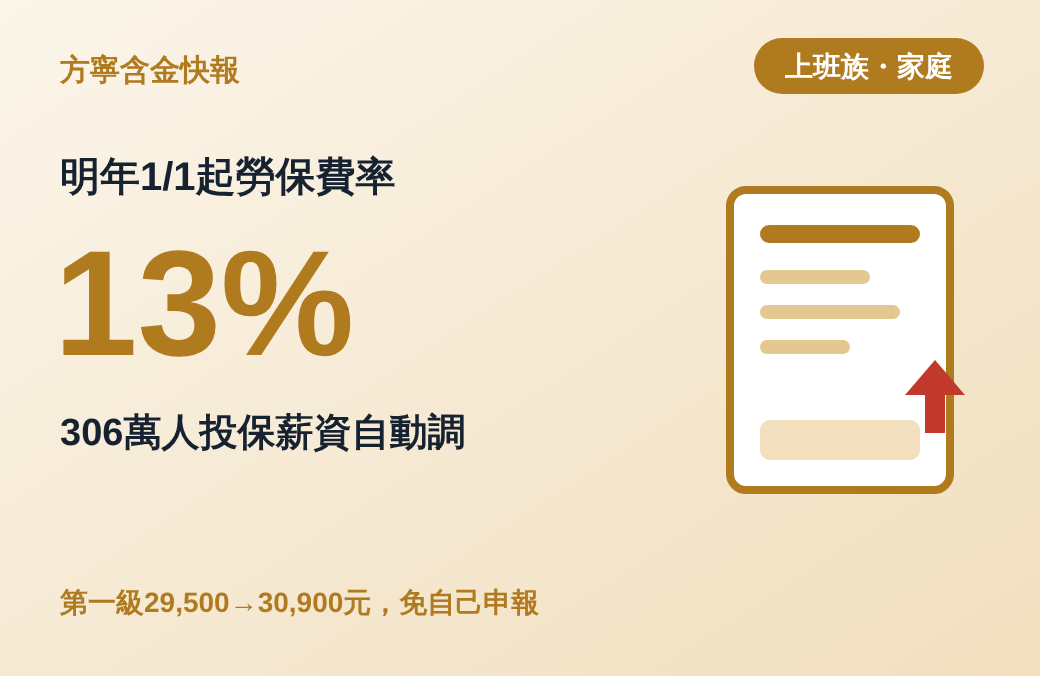 方寧含金快報
上班族・家庭
明年1/1起勞保費率
13%
306萬人投保薪資自動調
第一級29,500→30,900元，免自己申報